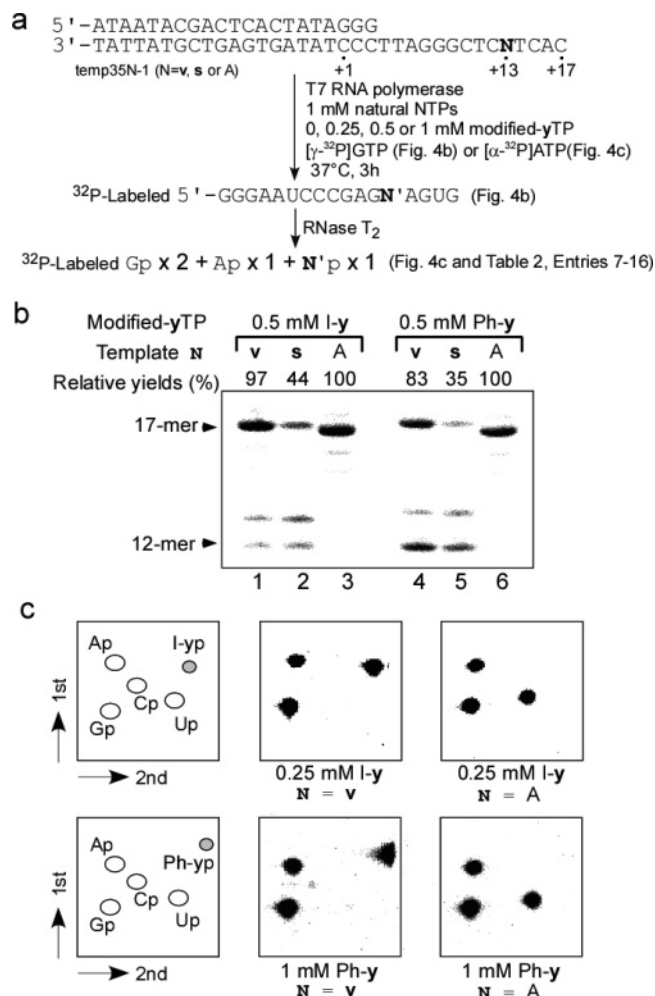 a
5'-ATAATACGACTCACTATAGGG
3'-TATTATGCTGAGTGATATCCCTTAGGGCTCNTCAC
temp35N-1 (N=v, s or A)
+1 +13 +17
T7 RNA polymerase
1 mM natural NTPs
0, 0.25, 0.5 or 1 mM modified-yTP
[γ-³²P]GTP (Fig. 4b) or [α-³²P]ATP(Fig. 4c)
37°C, 3h
³²P-Labeled 5'-GGGAAUCCCGAGN'AGUG (Fig. 4b)
RNase T₂
³²P-Labeled Gp x 2 + Ap x 1 + N'p x 1 (Fig. 4c and Table 2, Entries 7-16)
b
Modified-yTP 0.5 mM I-y 0.5 mM Ph-y
Template N v s A v s A
Relative yields (%) 97 44 100 83 35 100
17-mer
12-mer
1 2 3 4 5 6
c
Ap I-yp
Cp
Gp Up
1st
2nd
0.25 mM I-y
N = v
0.25 mM I-y
N = A
Ap
Ph-yp
Cp
Gp Up
1st
2nd
1 mM Ph-y
N = v
1 mM Ph-y
N = A